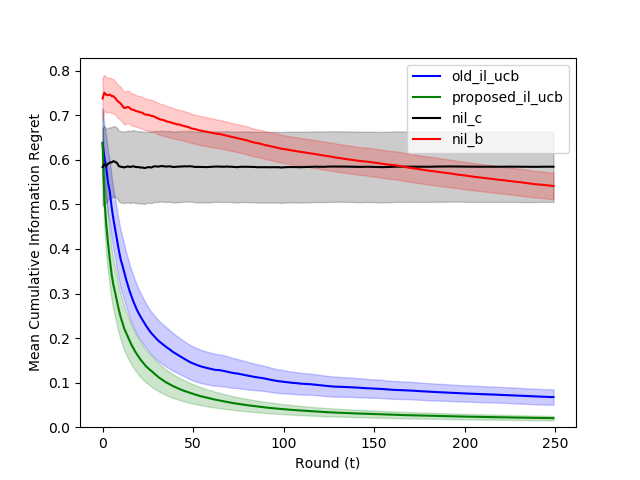 0.8
0.7
0.6
0.5
0.4
0.3
0.2
0.1
0.0
Mean Cumulative Information Regret
old_il_ucb
proposed_il_ucb
nil_c
nil_b
0 50 100 150 200 250
Round (t)